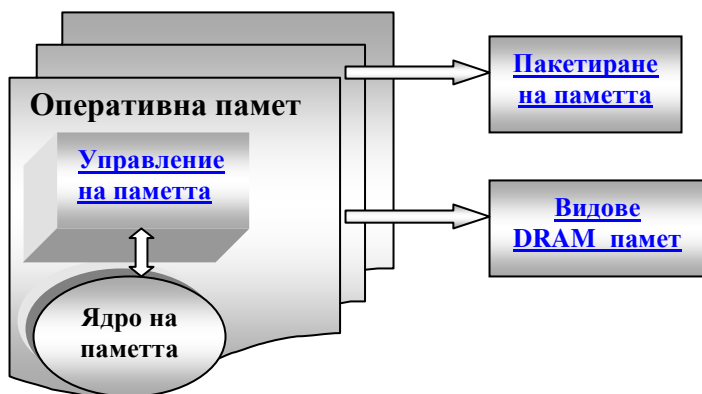 Оперативна памет
Управление
на паметта
Ядро на
паметта
Пакетиране
на паметта
Видове
DRAM памет